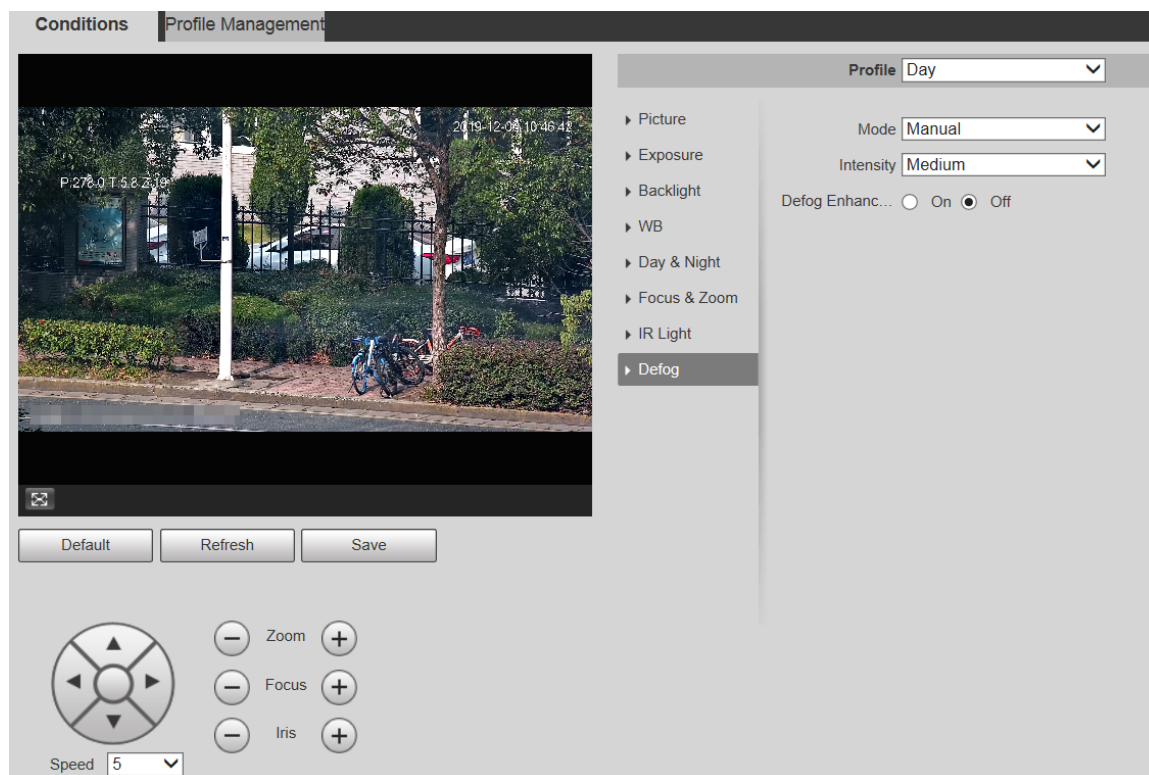 Conditions
Profile Management
Profile Day
2019-12-06 10:46:42
P:278.0 T:5.8 Z:19
Picture
Exposure
Backlight
WB
Day & Night
Focus & Zoom
IR Light
Defog
Mode Manual
Intensity Medium
Defog Enhanc... On Off
Default Refresh Save
Zoom
Focus
Iris
Speed 5